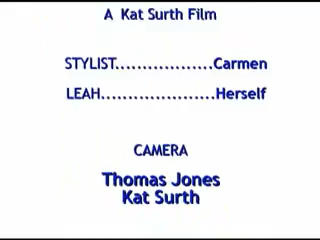 A Kat Surth Film
STYLIST..................Carmen
LEAH.....................Herself
CAMERA
Thomas Jones
Kat Surth